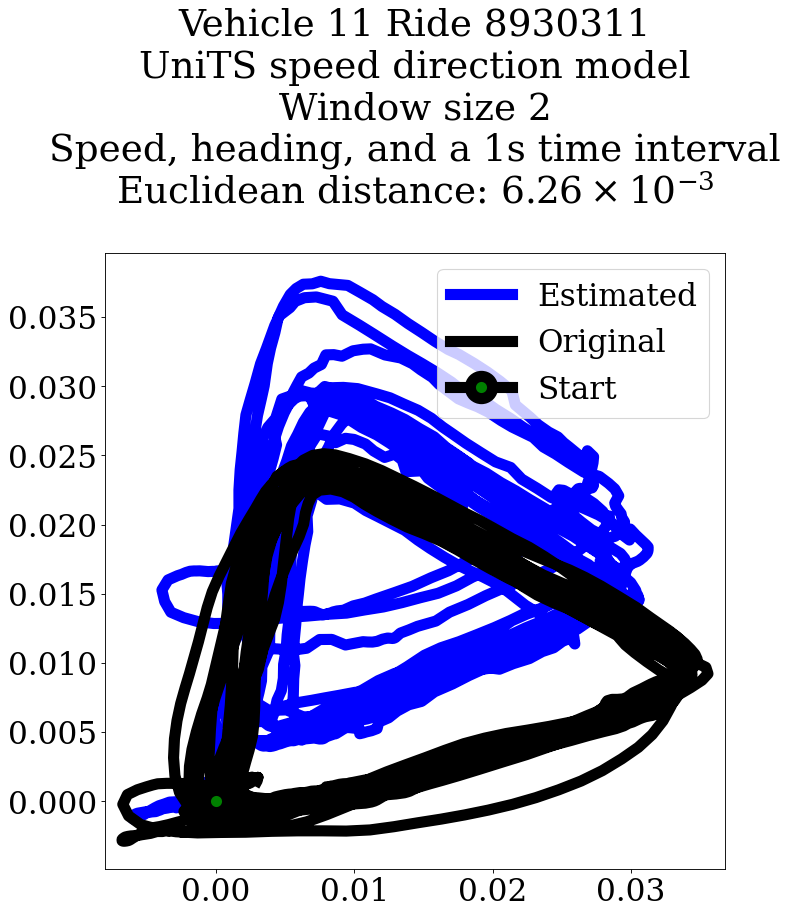 Vehicle 11 Ride 8930311
UniTS speed direction model
Window size 2
Speed, heading, and a 1s time interval
Euclidean distance: 6.26 × 10⁻³
Estimated
Original
Start
0.035
0.030
0.025
0.020
0.015
0.010
0.005
0.000
0.00 0.01 0.02 0.03